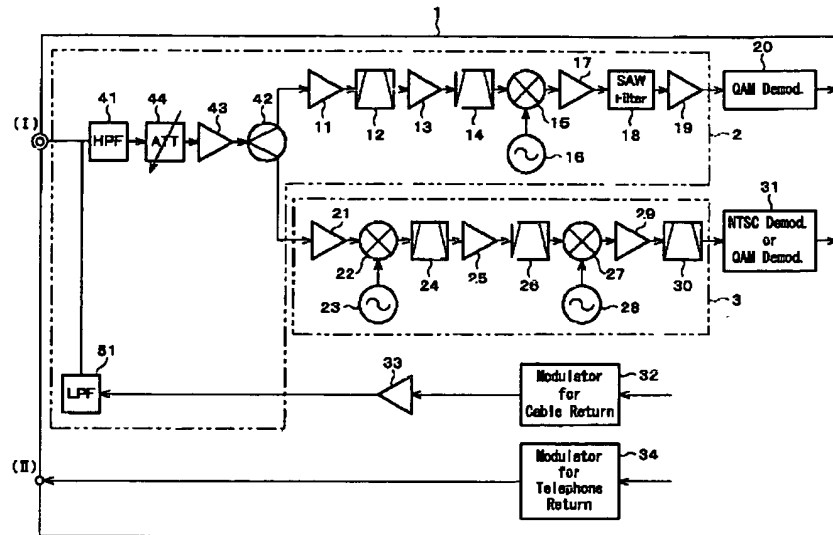 1
(I)
41
HPF
44
ATT
43
42
11
12
13
14
15
16
17
SAW
Filter
18
19
20
QAM Demod.
2
21
22
23
24
25
26
27
28
29
30
31
NTSC Demod.
or
QAM Demod.
3
51
LPF
33
32
Modulator
for
Cable Return
(II)
34
Modulator
for
Telephone
Return